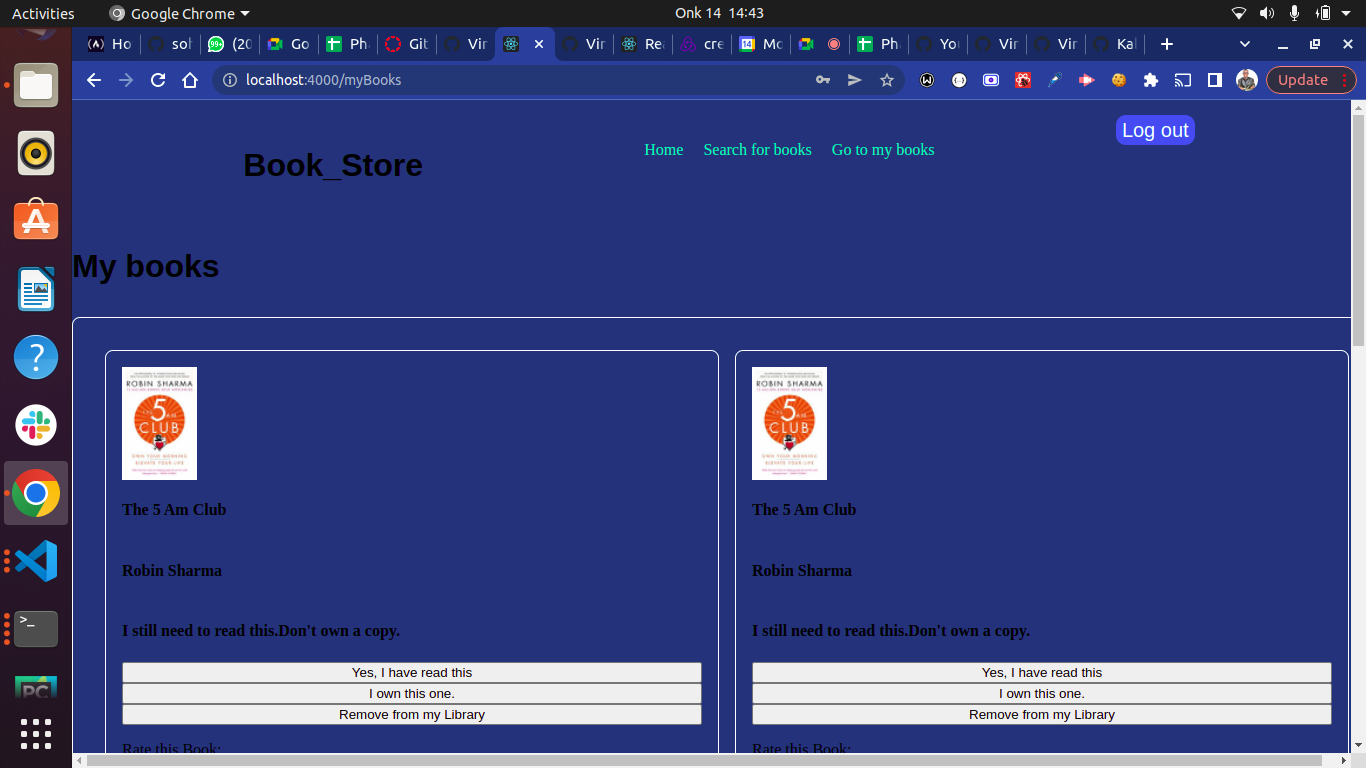 Activities Google Chrome Onk 14 14:43
Ho sol (20 Go Pha Git Vir Vir Rea cre Mo Pha You Vir Vir Kal
localhost:4000/myBooks Update
Log out
Home Search for books Go to my books
Book_Store
My books
ROBIN SHARMA ROBIN SHARMA
THE THE
5 AM 5 AM
CLUB CLUB
OWN YOUR MORNING OWN YOUR MORNING
ELEVATE YOUR LIFE ELEVATE YOUR LIFE
The 5 Am Club The 5 Am Club
Robin Sharma Robin Sharma
I still need to read this.Don't own a copy. I still need to read this.Don't own a copy.
Yes, I have read this Yes, I have read this
I own this one. I own this one.
Remove from my Library Remove from my Library
Rate this Book: Rate this Book: